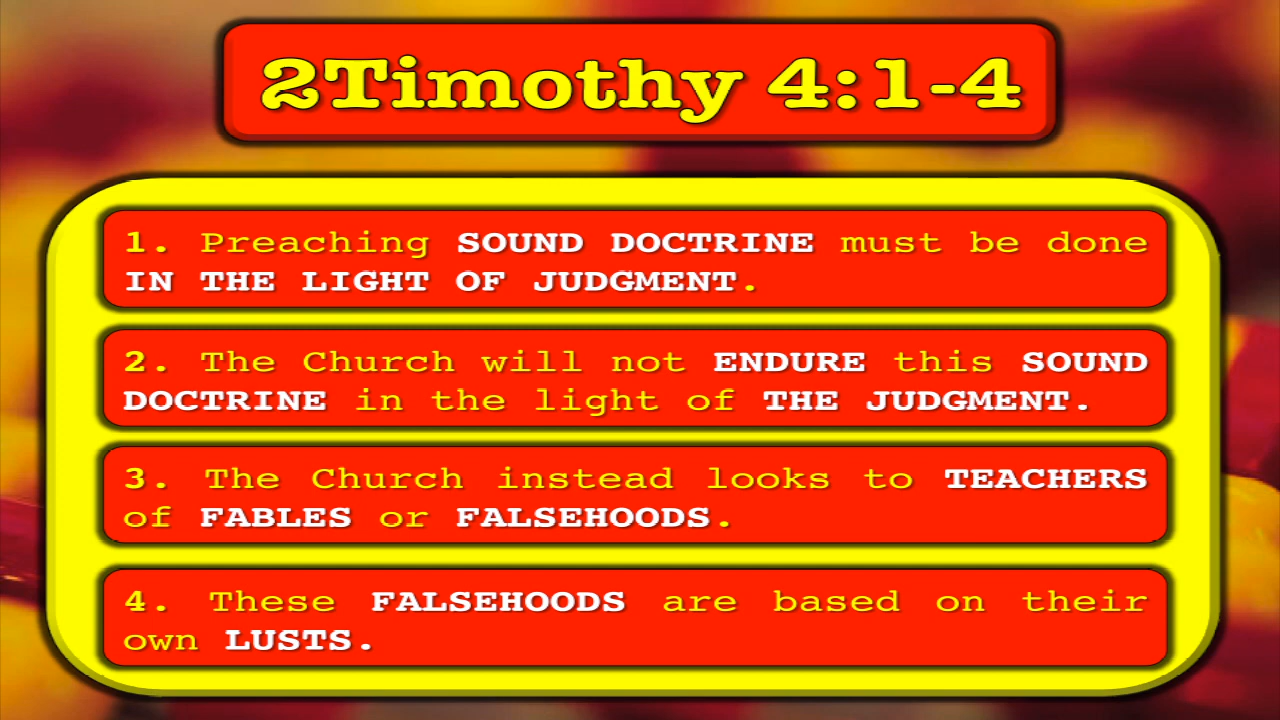 2Timothy 4:1-4
1. Preaching SOUND DOCTRINE must be done
IN THE LIGHT OF JUDGMENT.
2. The Church will not ENDURE this SOUND
DOCTRINE in the light of THE JUDGMENT.
3. The Church instead looks to TEACHERS
of FABLES or FALSEHOODS.
4. These FALSEHOODS are based on their
own LUSTS.